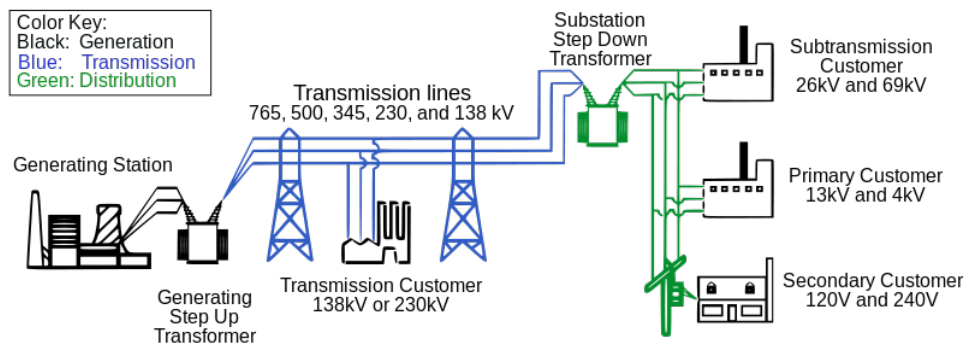 Color Key:
Black: Generation
Blue: Transmission
Green: Distribution
Generating Station
Generating
Step Up
Transformer
Transmission lines
765, 500, 345, 230, and 138 kV
Transmission Customer
138kV or 230kV
Substation
Step Down
Transformer
Subtransmission
Customer
26kV and 69kV
Primary Customer
13kV and 4kV
Secondary Customer
120V and 240V